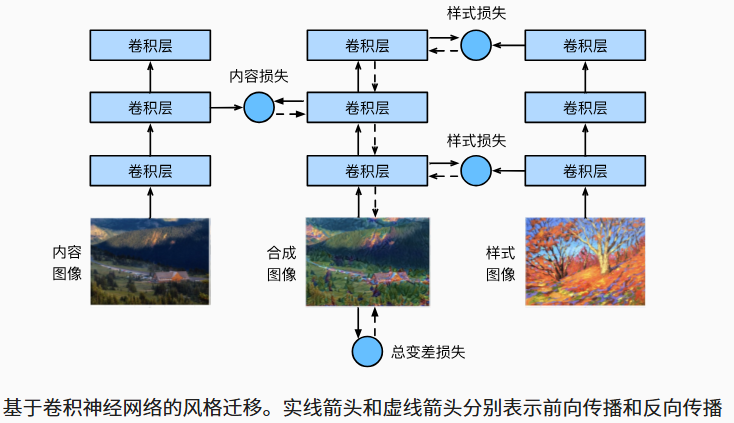 样式损失
卷积层
卷积层
卷积层
内容损失
卷积层
卷积层
卷积层
样式损失
卷积层
卷积层
卷积层
内容
图像
合成
图像
样式
图像
总变差损失
基于卷积神经网络的风格迁移。实线箭头和虚线箭头分别表示前向传播和反向传播